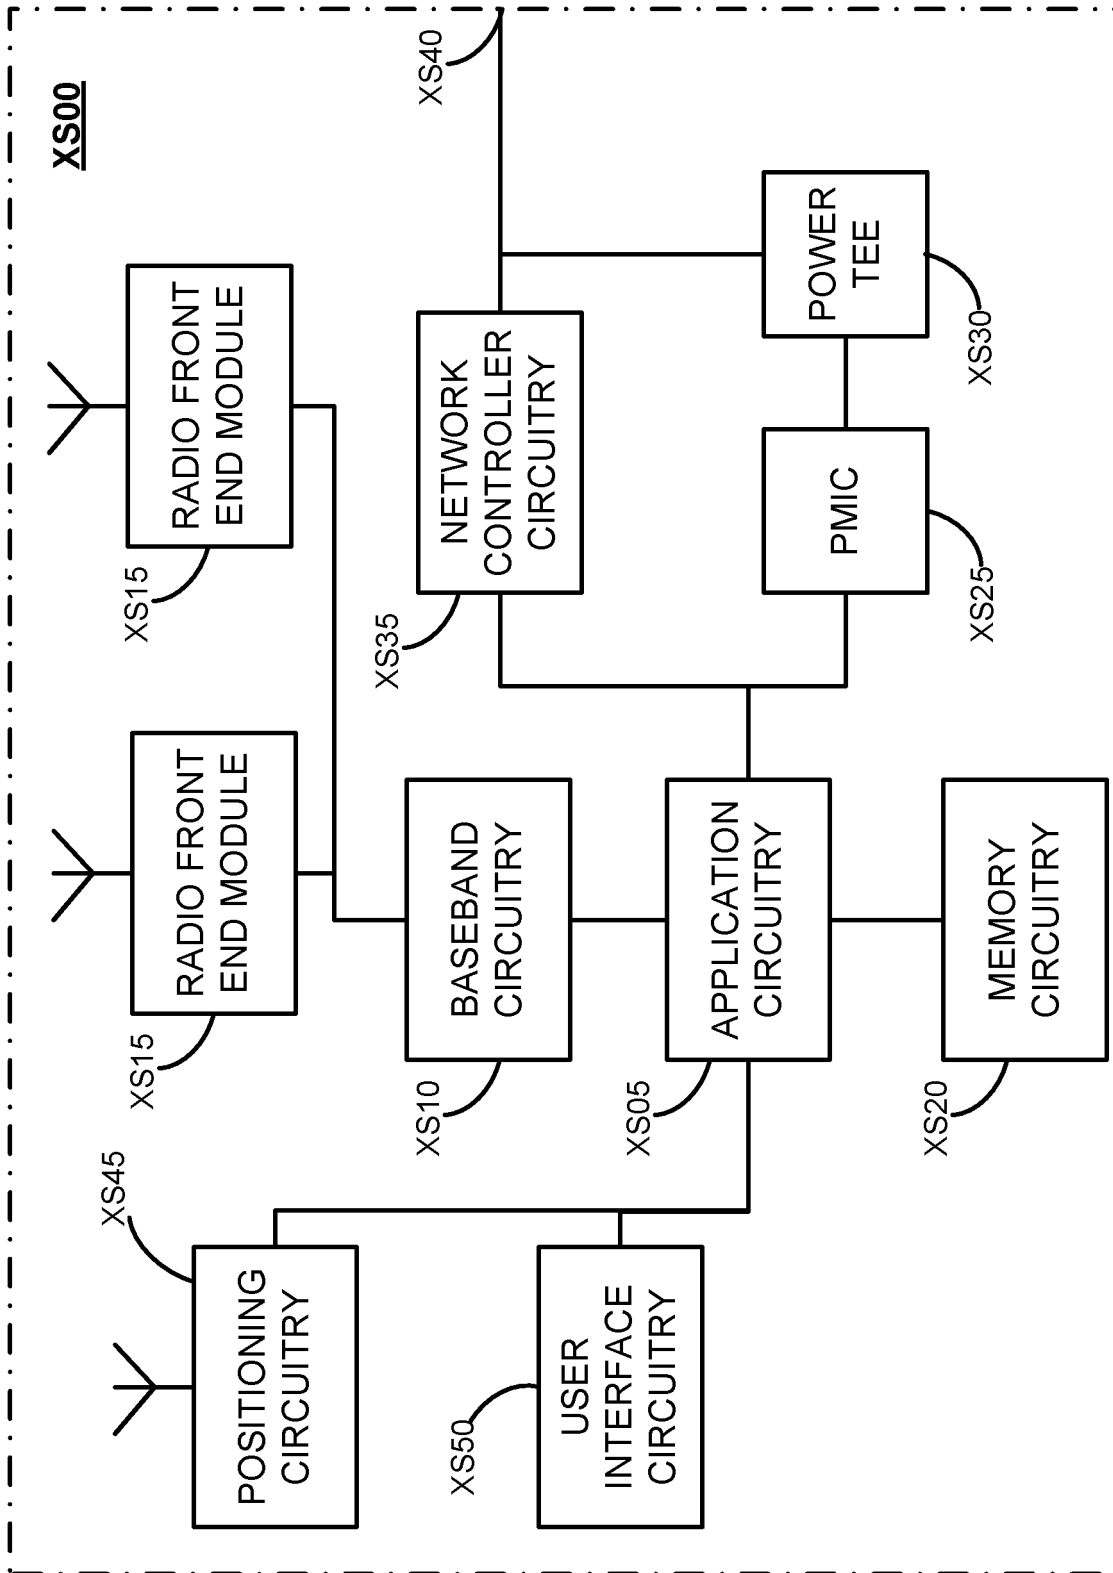 XS00
XS45
POSITIONING
CIRCUITRY
XS50
USER
INTERFACE
CIRCUITRY
XS15
RADIO FRONT
END MODULE
XS15
RADIO FRONT
END MODULE
XS10
BASEBAND
CIRCUITRY
XS05
APPLICATION
CIRCUITRY
XS20
MEMORY
CIRCUITRY
XS35
NETWORK
CONTROLLER
CIRCUITRY
XS40
PMIC
XS25
POWER
TEE
XS30